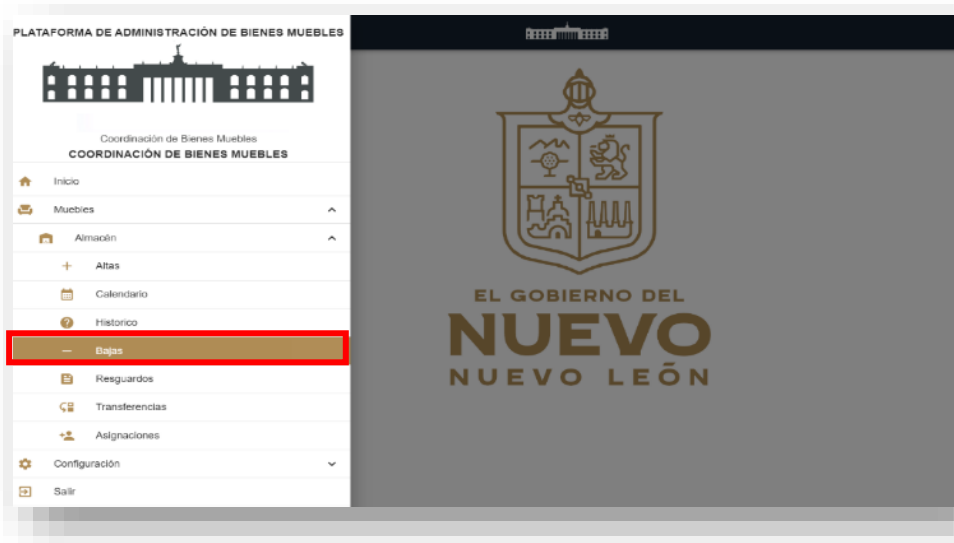 PLATAFORMA DE ADMINISTRACIÓN DE BIENES MUEBLES
Coordinación de Bienes Muebles
COORDINACIÓN DE BIENES MUEBLES
Inicio
Muebles
Almacén
Altas
Calendario
Historico
Bajas
Resguardos
Transferencias
Asignaciones
Configuración
Salir
EL GOBIERNO DEL
NUEVO
NUEVO LEÓN